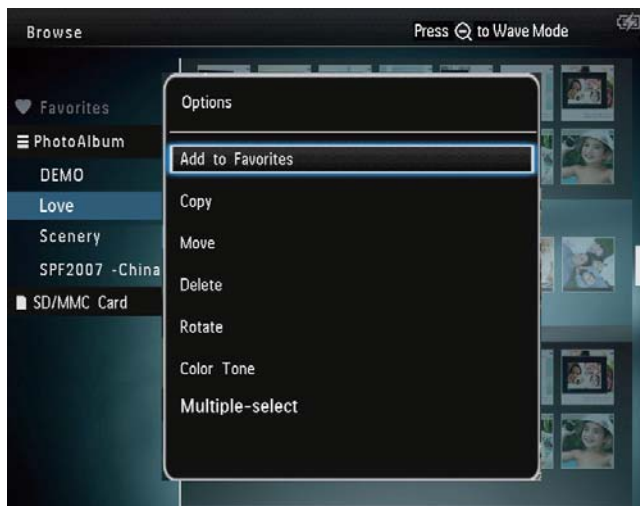 Browse
Press to Wave Mode
Favorites
PhotoAlbum
DEMO
Love
Scenery
SPF2007 -China
SD/MMC Card
Options
Add to Favorites
Copy
Move
Delete
Rotate
Color Tone
Multiple-select